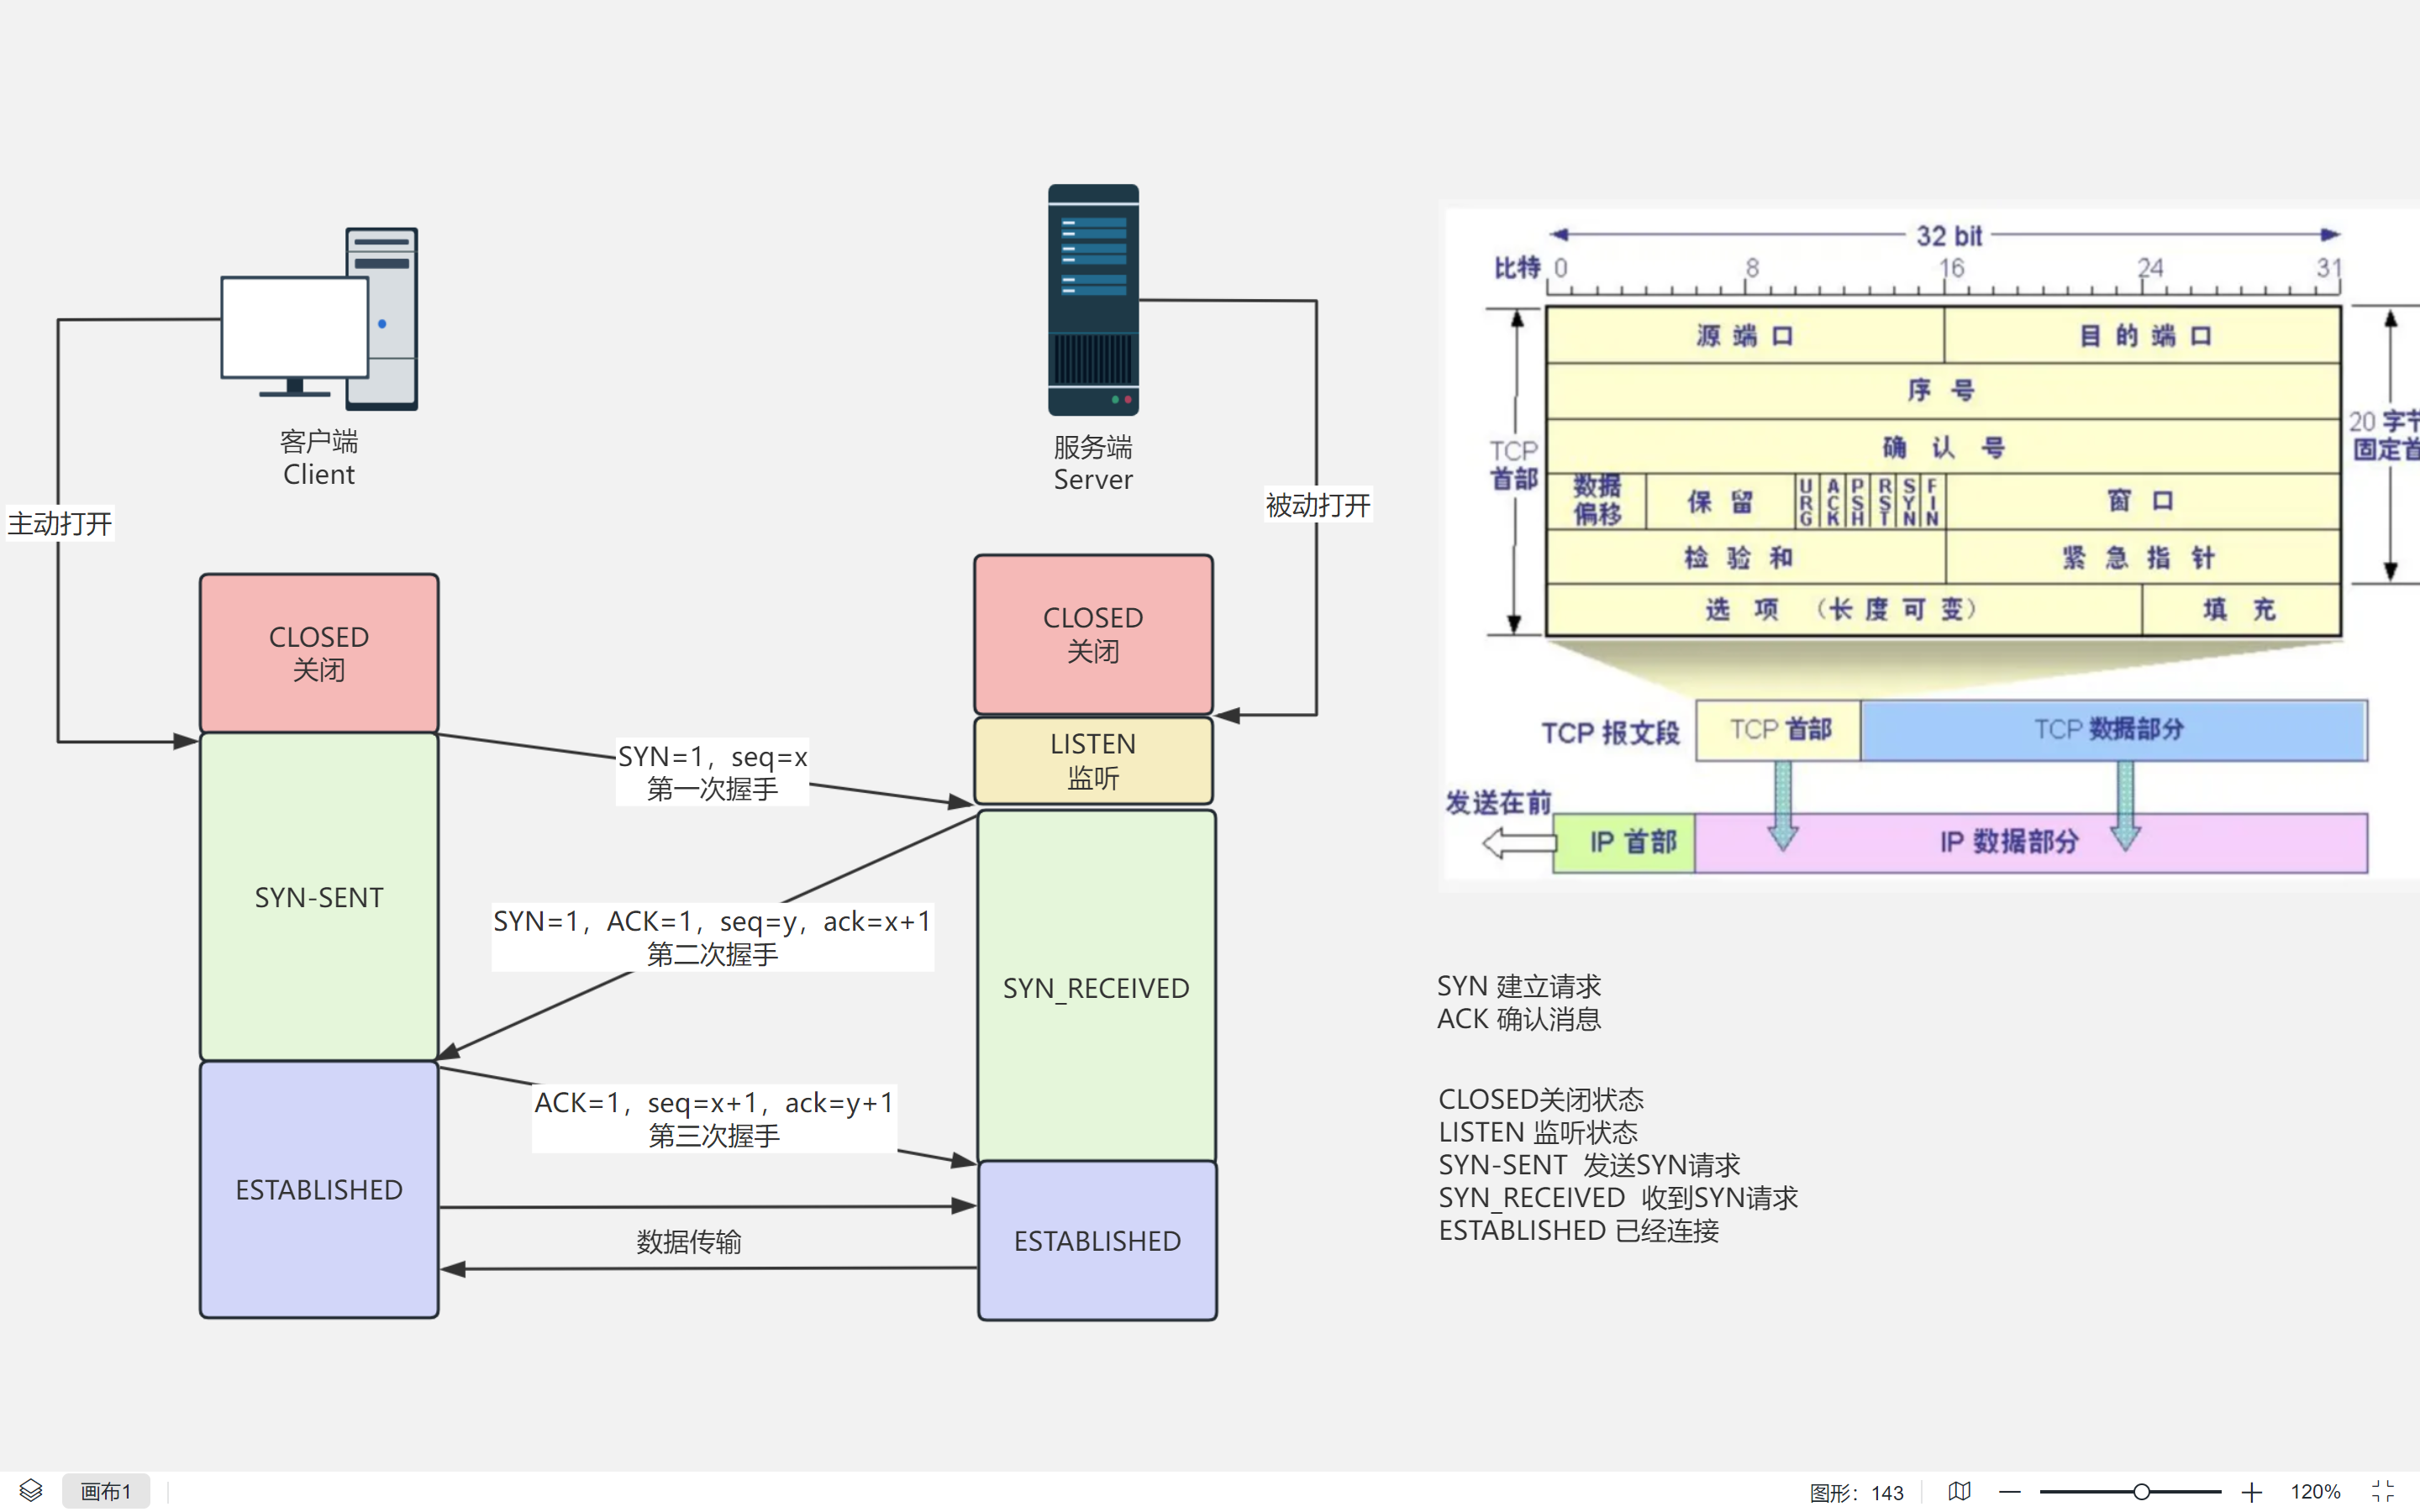 客户端
Client
服务端
Server
主动打开
被动打开
CLOSED
关闭
SYN-SENT
ESTABLISHED
CLOSED
关闭
LISTEN
监听
SYN_RECEIVED
ESTABLISHED
SYN=1，seq=x
第一次握手
SYN=1，ACK=1，seq=y，ack=x+1
第二次握手
ACK=1，seq=x+1，ack=y+1
第三次握手
数据传输
32 bit
比特 0 8 16 24 31
TCP
首部
源端口 目的端口
序号
确认号
数据
偏移
保留 URG ACK PSH RST SYN FIN 窗口
检验和 紧急指针
选项（长度可变） 填充
20 字节
固定首
TCP 报文段 TCP 首部 TCP 数据部分
发送在前
IP 首部 IP 数据部分
SYN 建立请求
ACK 确认消息
CLOSED关闭状态
LISTEN 监听状态
SYN-SENT 发送SYN请求
SYN_RECEIVED 收到SYN请求
ESTABLISHED 已经连接
画布1
图形：143
120%